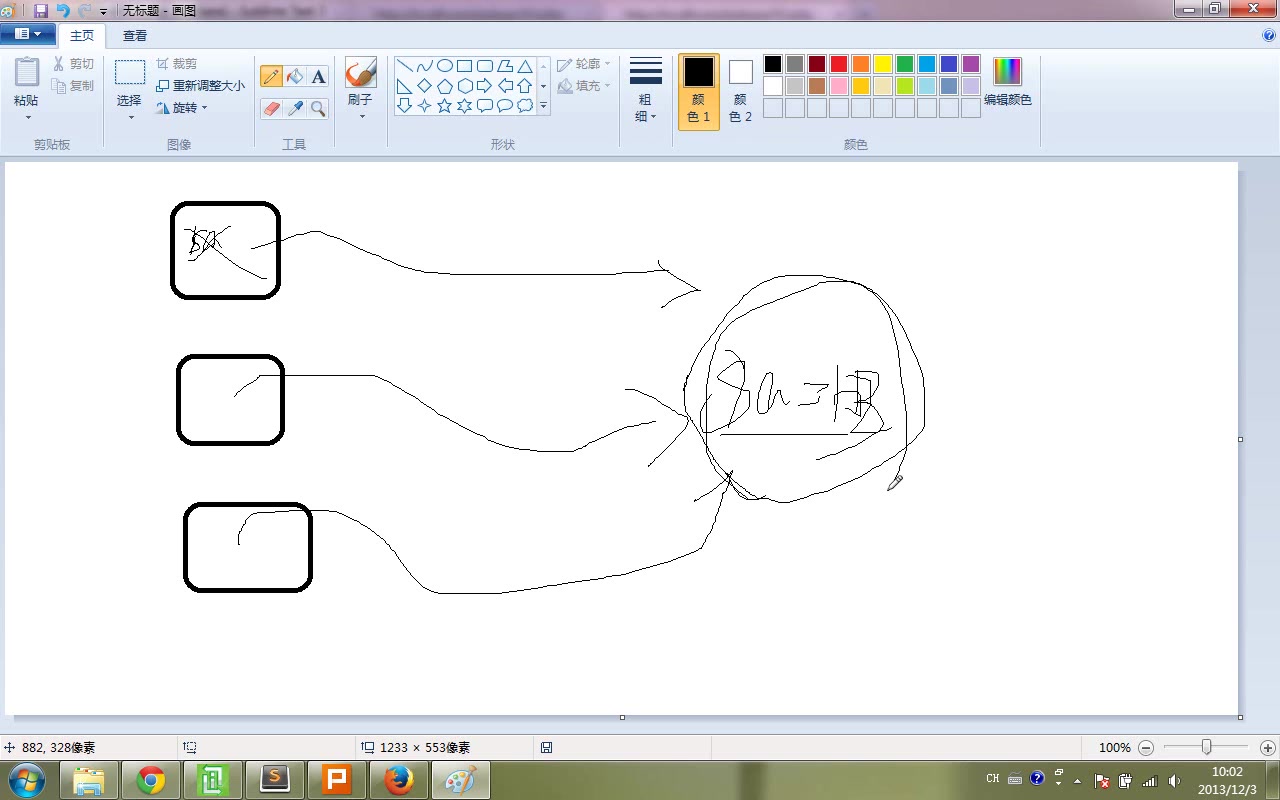 无标题 - 画图
主页
查看
粘贴
剪切
复制
剪贴板
选择
裁剪
重新调整大小
旋转
图像
A
工具
刷子
轮廓
填充
形状
粗
细
颜
色 1
颜
色 2
编辑颜色
颜色
882, 328像素
1233 × 553像素
100%
S
P
CH
10:02
2013/12/3